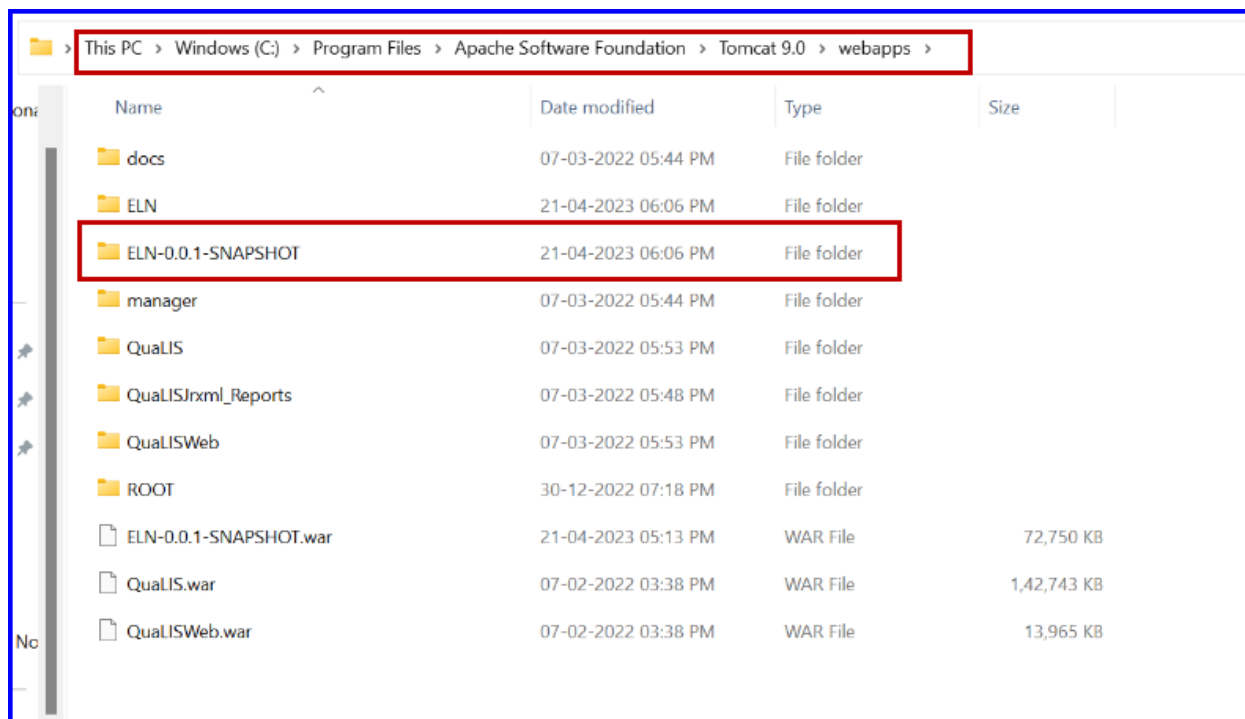 This PC > Windows (C:) > Program Files > Apache Software Foundation > Tomcat 9.0 > webapps >
Name Date modified Type Size
docs 07-03-2022 05:44 PM File folder
ELN 21-04-2023 06:06 PM File folder
ELN-0.0.1-SNAPSHOT 21-04-2023 06:06 PM File folder
manager 07-03-2022 05:44 PM File folder
QuaLIS 07-03-2022 05:53 PM File folder
QuaLISJrxml_Reports 07-03-2022 05:48 PM File folder
QuaLISWeb 07-03-2022 05:53 PM File folder
ROOT 30-12-2022 07:18 PM File folder
ELN-0.0.1-SNAPSHOT.war 21-04-2023 05:13 PM WAR File 72,750 KB
QuaLIS.war 07-02-2022 03:38 PM WAR File 1,42,743 KB
QuaLISWeb.war 07-02-2022 03:38 PM WAR File 13,965 KB
No